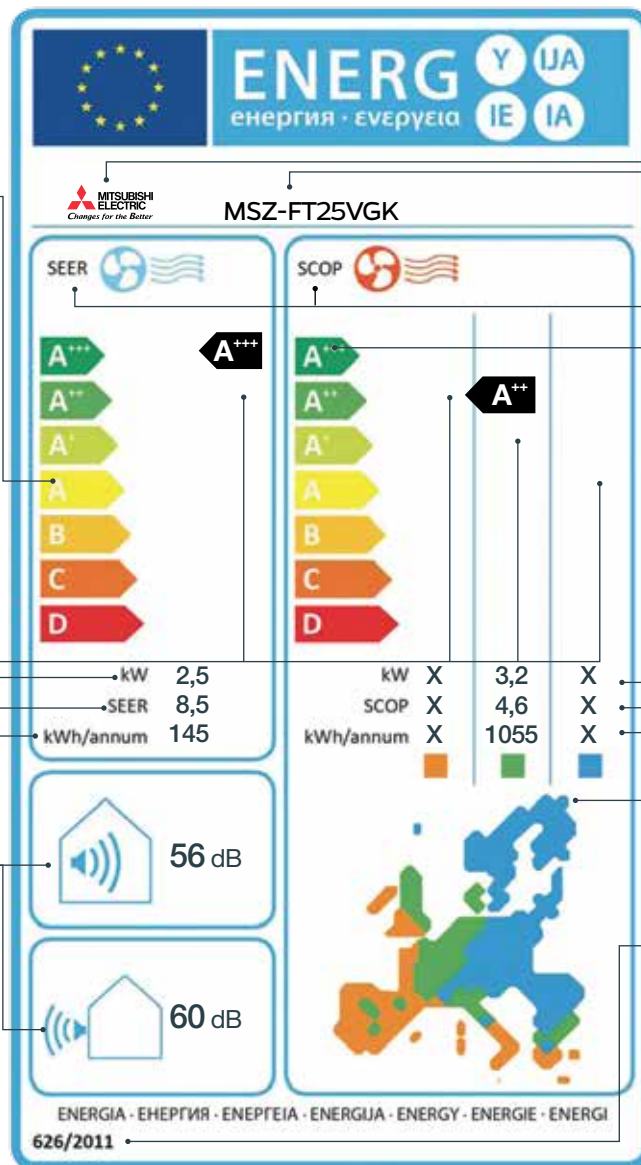 ENERG Y IJA
енергия · ενεργεια IE IA
MITSUBISHI
ELECTRIC
Changes for the Better
MSZ-FT25VGK
SEER
A+++
A++
A+
A
B
C
D
A+++
kW 2,5
SEER 8,5
kWh/annum 145
SCOP
A+++
A++
A+
A
B
C
D
A++
kW X 3,2 X
SCOP X 4,6 X
kWh/annum X 1055 X
56 dB
60 dB
ENERGIA · ЕНЕРГИЯ · ΕΝΕΡΓΕΙΑ · ENERGIJA · ENERGY · ENERGIE · ENERGI
626/2011